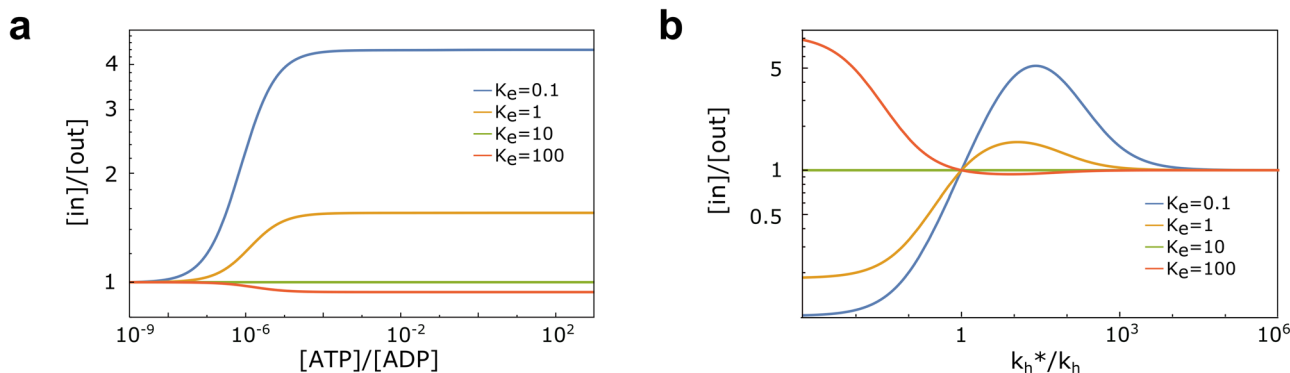 a
[in]/[out]
4
3
2
1
Ke=0.1
Ke=1
Ke=10
Ke=100
10-9
10-6
10-2
102
[ATP]/[ADP]
b
[in]/[out]
5
1
0.5
Ke=0.1
Ke=1
Ke=10
Ke=100
1
103
106
kh*/kh